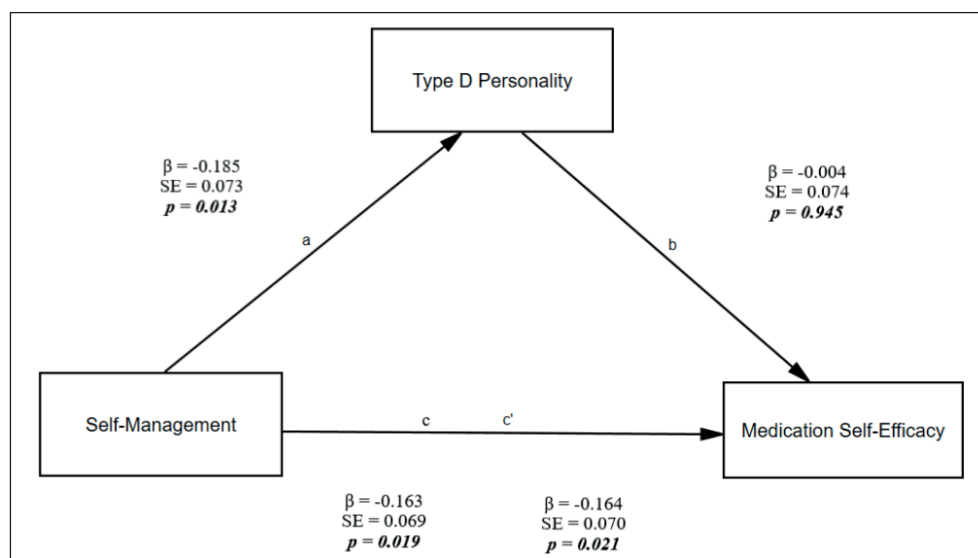 Type D Personality
β = -0.185
SE = 0.073
p = 0.013
β = -0.004
SE = 0.074
p = 0.945
a
b
Self-Management
c
c'
Medication Self-Efficacy
β = -0.163
SE = 0.069
p = 0.019
β = -0.164
SE = 0.070
p = 0.021